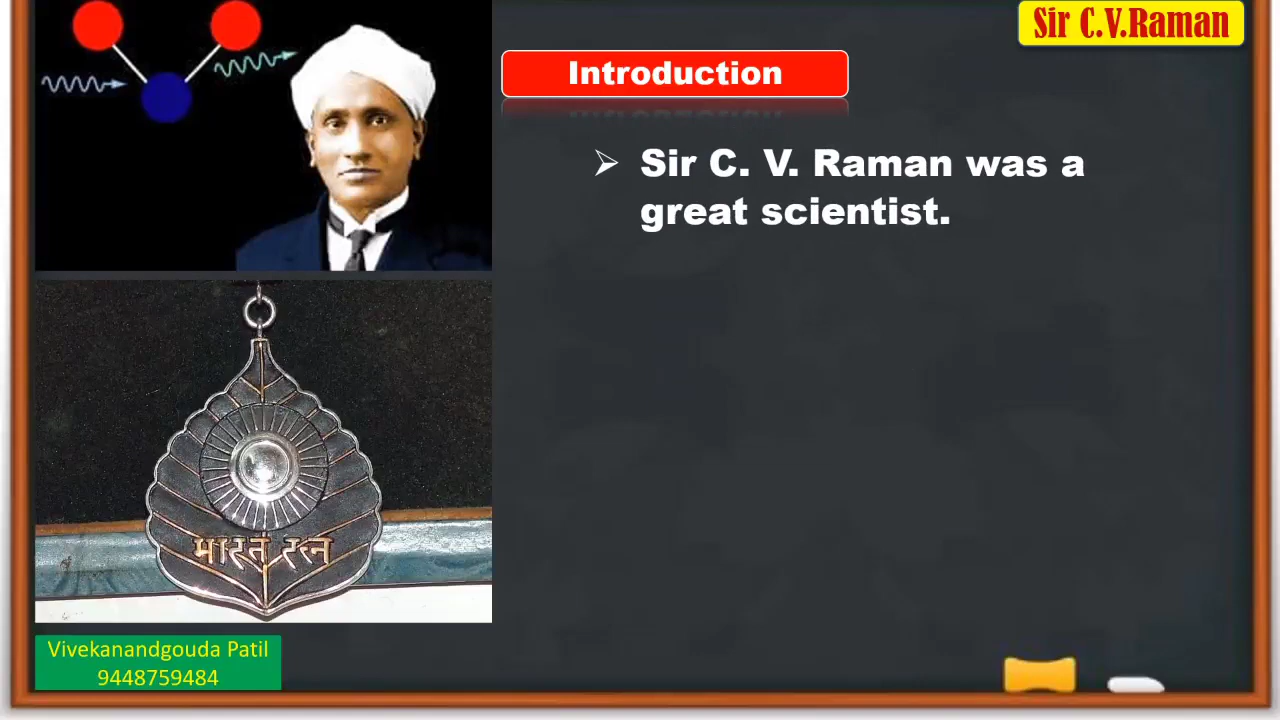 Sir C.V.Raman
Introduction
➢ Sir C. V. Raman was a
great scientist.
भारत रत्न
Vivekanandgouda Patil
9448759484